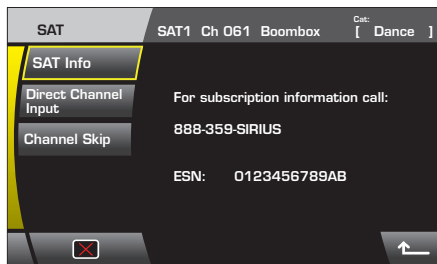 SAT
SAT1 Ch 061 Boombox
Cat:
[ Dance ]
SAT Info
Direct Channel
Input
Channel Skip
For subscription information call:
888-359-SIRIUS
ESN: 0123456789AB